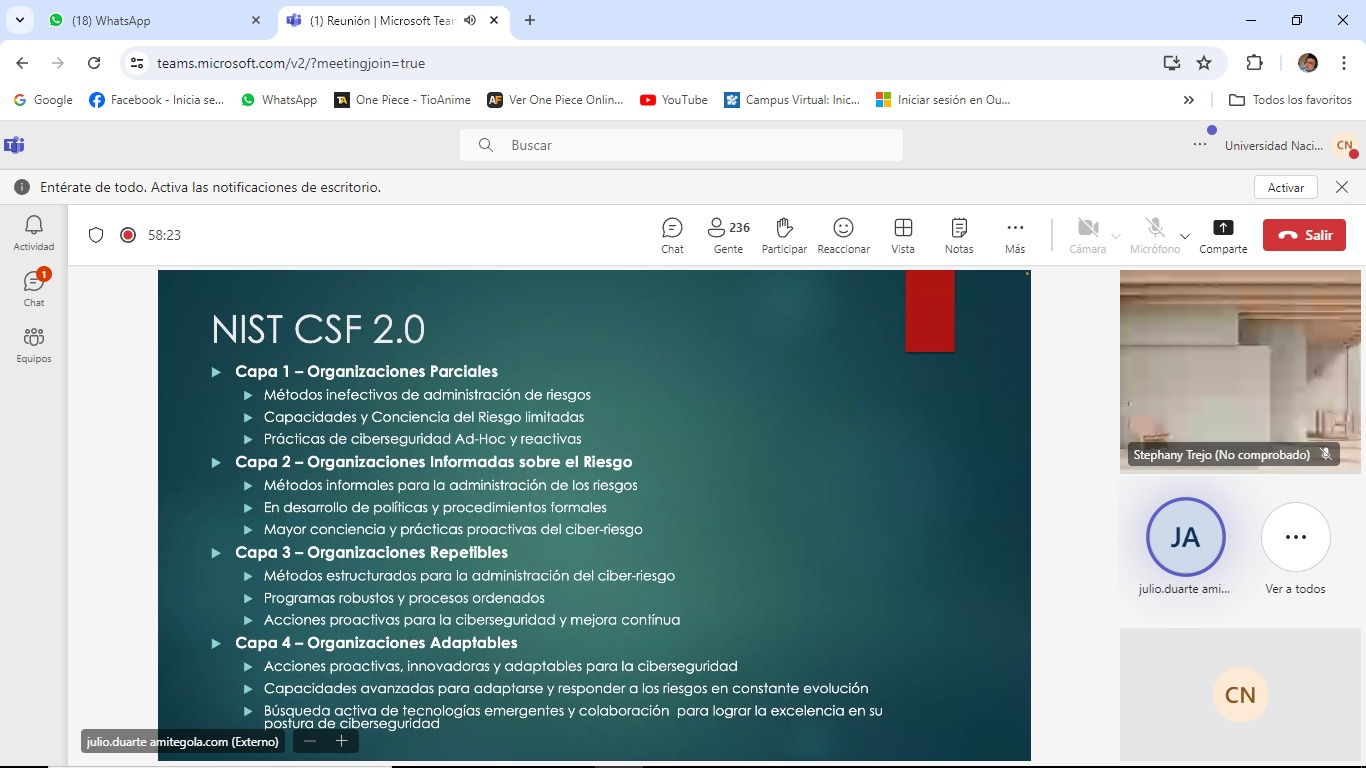 (18) WhatsApp
(1) Reunión | Microsoft Tear
teams.microsoft.com/v2/?meetingjoin=true
Google
Facebook - Inicia se...
WhatsApp
TA
One Piece - TioAnime
AF
Ver One Piece Onlin...
YouTube
Campus Virtual: Inic...
Iniciar sesión en Ou...
Todos los favoritos
Buscar
Universidad Naci...
CN
Entérate de todo. Activa las notificaciones de escritorio.
Activar
Actividad
1
Chat
Equipos
58:23
Chat
236
Gente
Participar
Reaccionar
Vista
Notas
Más
Cámara
Micrófono
Comparte
Salir
NIST CSF 2.0
Capa 1 – Organizaciones Parciales
Métodos inefectivos de administración de riesgos
Capacidades y Conciencia del Riesgo limitadas
Prácticas de ciberseguridad Ad-Hoc y reactivas
Capa 2 – Organizaciones Informadas sobre el Riesgo
Métodos informales para la administración de los riesgos
En desarrollo de políticas y procedimientos formales
Mayor conciencia y prácticas proactivas del ciber-riesgo
Capa 3 – Organizaciones Repetibles
Métodos estructurados para la administración del ciber-riesgo
Programas robustos y procesos ordenados
Acciones proactivas para la ciberseguridad y mejora contínua
Capa 4 – Organizaciones Adaptables
Acciones proactivas, innovadoras y adaptables para la ciberseguridad
Capacidades avanzadas para adaptarse y responder a los riesgos en constante evolución
Búsqueda activa de tecnologías emergentes y colaboración para lograr la excelencia en su
postura de ciberseguridad
julio.duarte amitegola.com (Externo)
Stephany Trejo (No comprobado)
JA
julio.duarte ami...
Ver a todos
CN